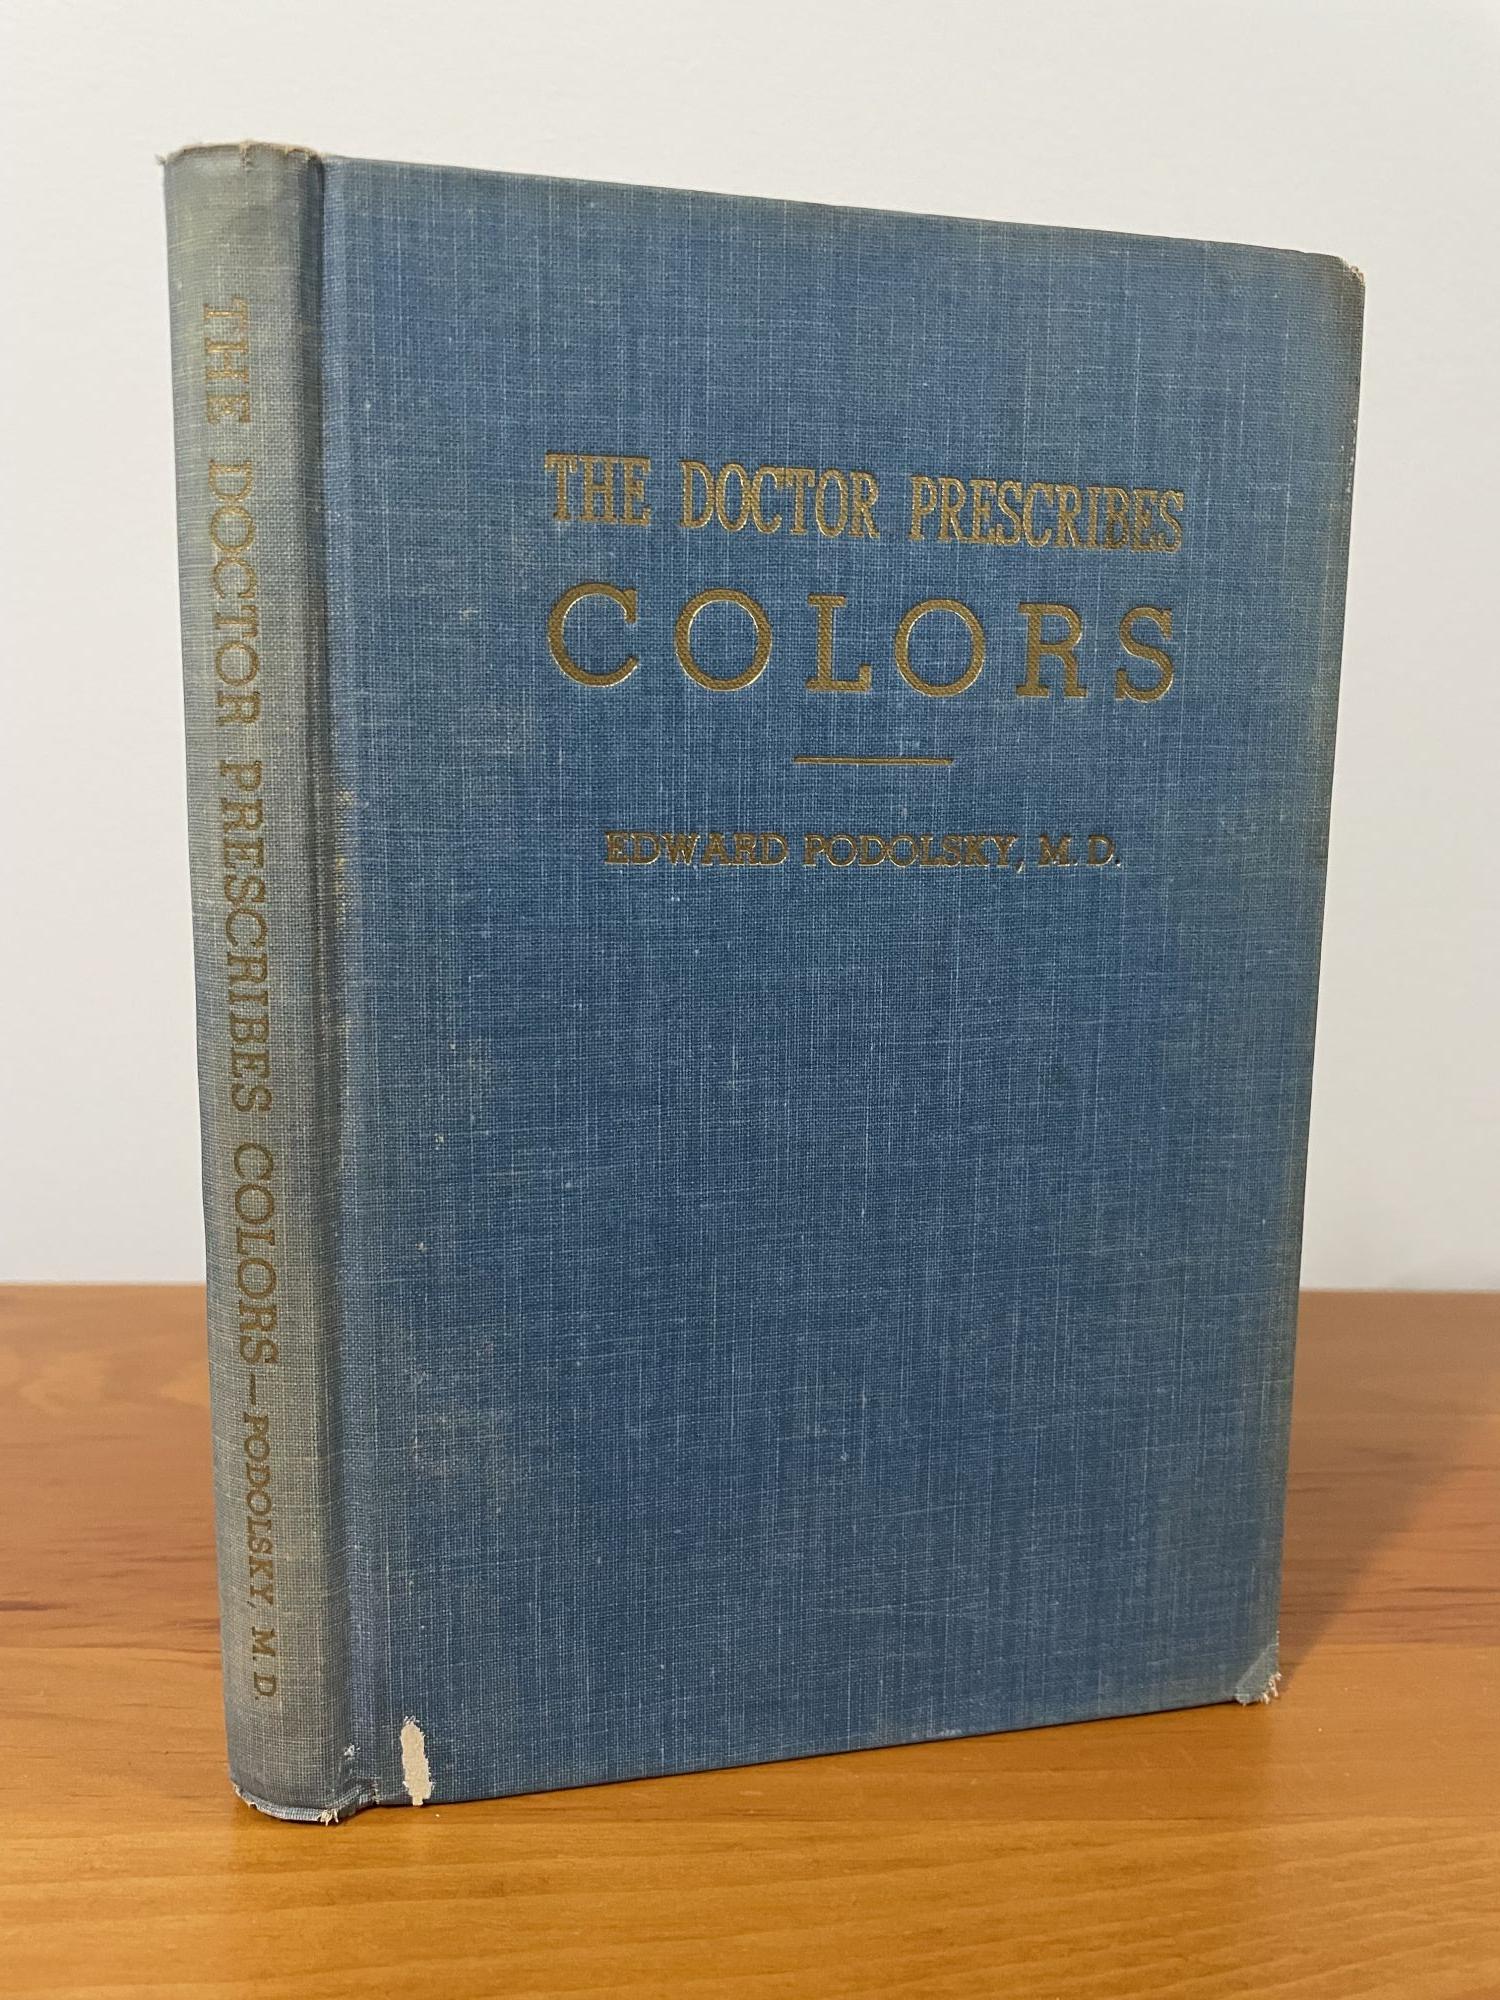 THE DOCTOR PRESCRIBES
COLORS
EDWARD PODOLSKY, M. D.
THE DOCTOR PRESCRIBES COLORS—PODOLSKY, M. D.